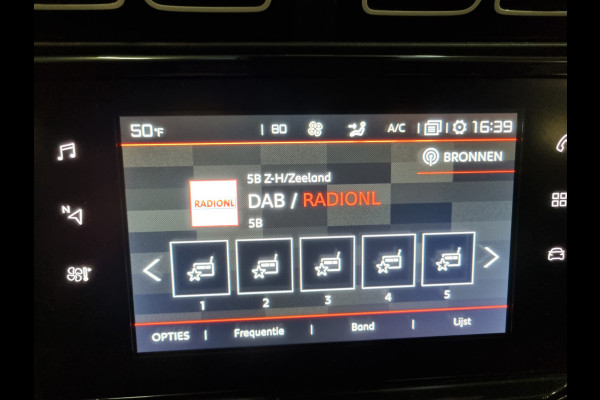 50°F | 80 A/C | | 16:39
BRONNEN
5B Z-H/Zeeland
RADIONL DAB / RADIONL
5B
1 2 3 4 5
OPTIES | Frequentie | Band | Lijst
N